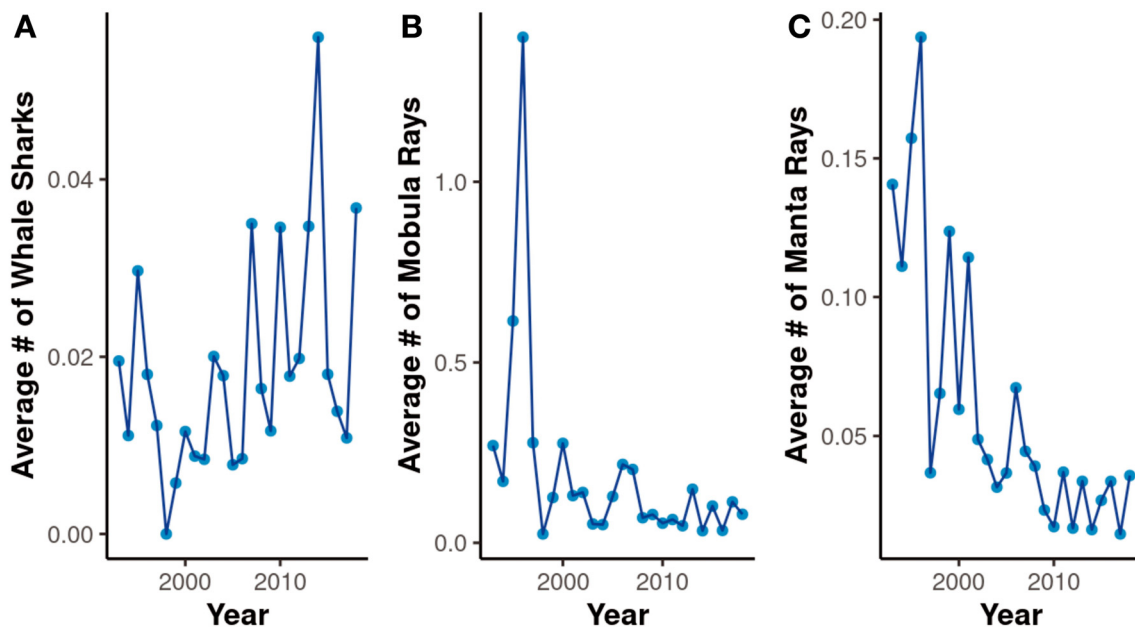 A
Average # of Whale Sharks
0.04
0.02
0.00
2000 2010
Year
B
Average # of Mobula Rays
1.0
0.5
0.0
2000 2010
Year
C
Average # of Manta Rays
0.20
0.15
0.10
0.05
2000 2010
Year